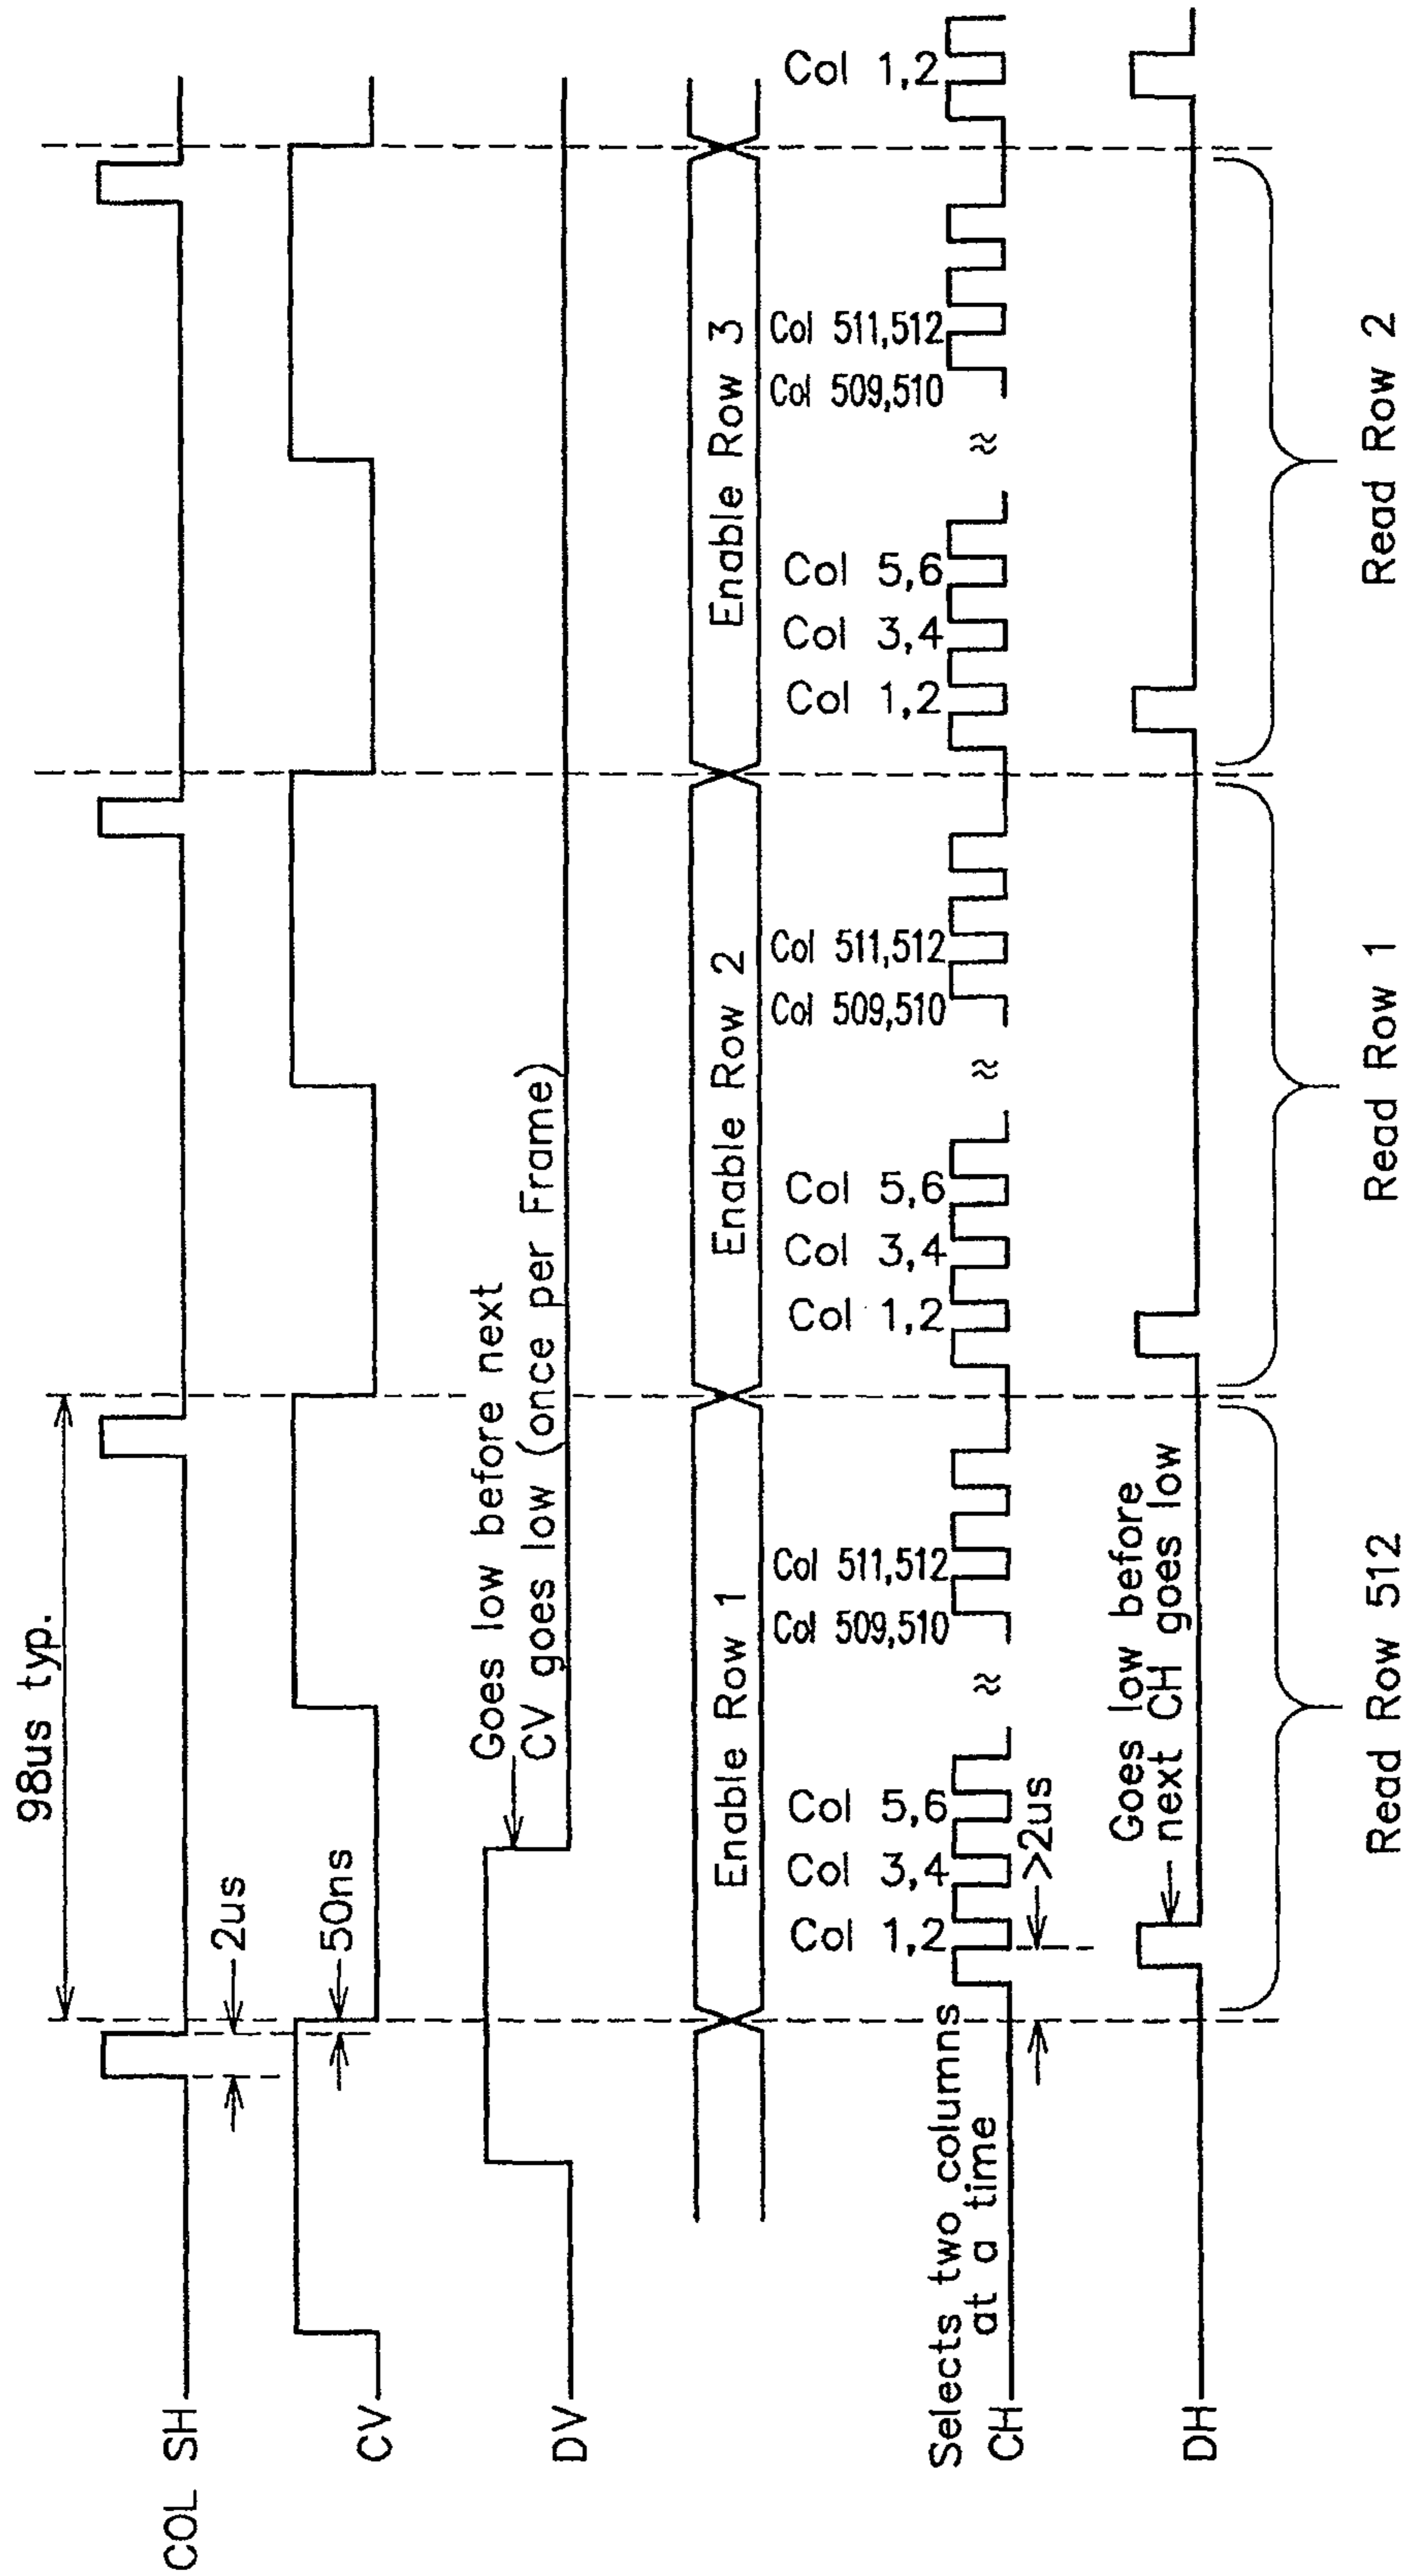 98us typ.
COL SH
2us
CV
50ns
DV
Goes low before next
CV goes low (once per Frame)
Enable Row 1
Enable Row 2
Enable Row 3
Selects two columns
at a time
CH
Col 1,2
Col 3,4
Col 5,6
≈
Col 509,510
Col 511,512
Col 1,2
Col 3,4
Col 5,6
≈
Col 509,510
Col 511,512
Col 1,2
Col 3,4
Col 5,6
≈
Col 509,510
Col 511,512
Col 1,2
>2us
DH
Goes low before
next CH goes low
Read Row 512
Read Row 1
Read Row 2